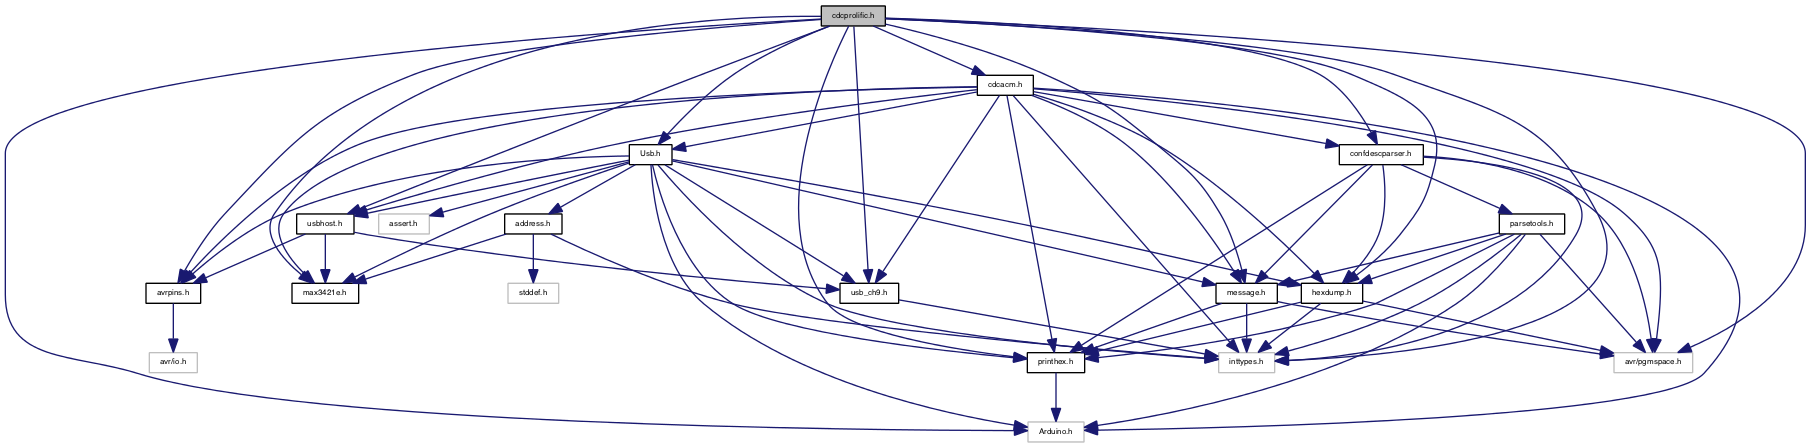 cdcprolific.h
cdcacm.h
Usb.h
confdescparser.h
usbhost.h
assert.h
address.h
parsetools.h
avrpins.h
max3421e.h
stddef.h
usb_ch9.h
message.h
hexdump.h
avr/io.h
printhex.h
inttypes.h
avr/pgmspace.h
Arduino.h